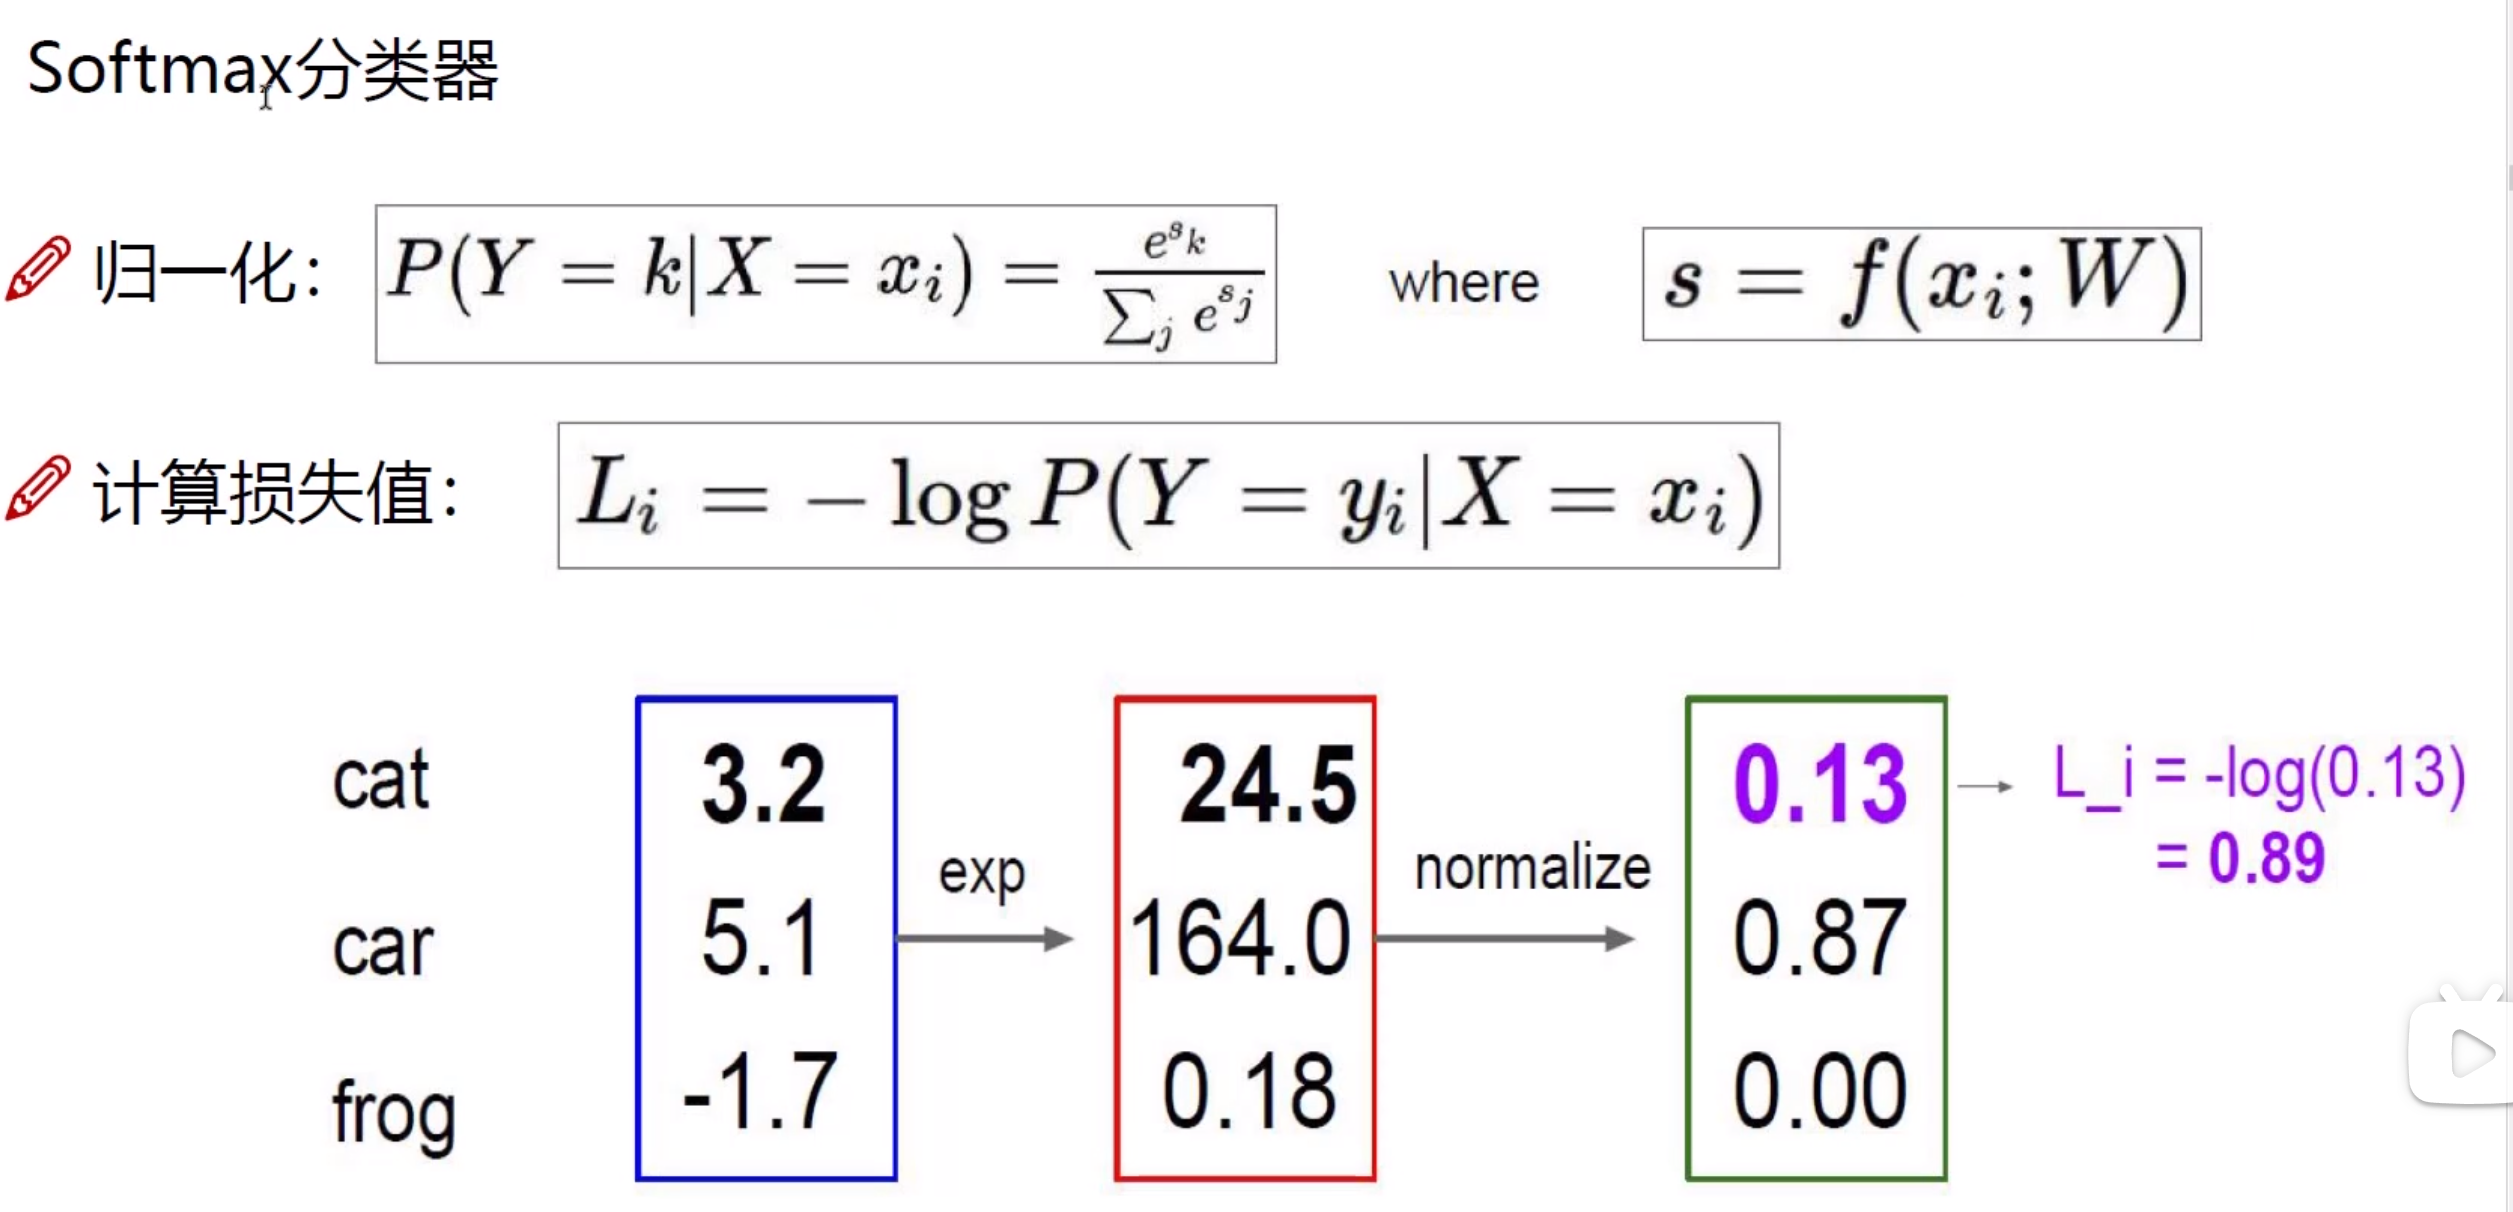 Softmax分类器
归一化： P(Y = k|X = x_i) = \frac{e^{s_k}}{\sum_j e^{s_j}} where s = f(x_i; W)
计算损失值： L_i = − log P(Y = y_i|X = x_i)
cat 3.2 24.5 0.13 L_i = -log(0.13)
= 0.89
exp normalize
car 5.1 164.0 0.87
frog -1.7 0.18 0.00